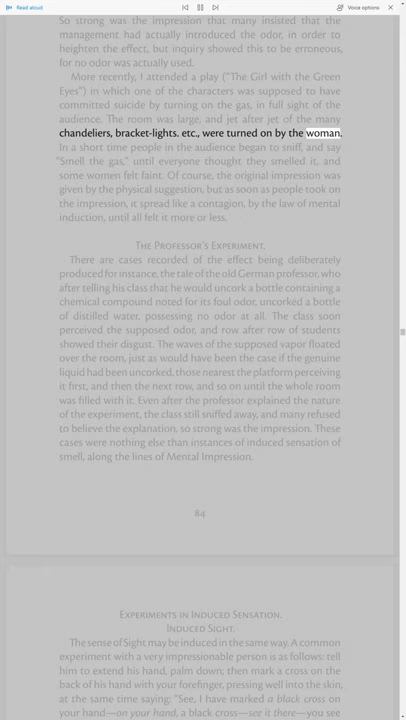 Read aloud
Voice options
So strong was the impression that many insisted that the
management had actually introduced the odor, in order to
heighten the effect, but inquiry showed this to be erroneous,
for no odor was actually used.
More recently, I attended a play ("The Girl with the Green
Eyes") in which one of the characters was supposed to have
committed suicide by turning on the gas, in full sight of the
audience. The room was large, and jet after jet of the many
chandeliers, bracket-lights. etc., were turned on by the woman.
In a short time people in the audience began to sniff, and say
"Smell the gas," until everyone thought they smelled it, and
some women felt faint. Of course, the original impression was
given by the physical suggestion, but as soon as people took on
the impression, it spread like a contagion, by the law of mental
induction, until all felt it more or less.
The Professor's Experiment.
There are cases recorded of the effect being deliberately
produced for instance, the tale of the old German professor, who
after telling his class that he would uncork a bottle containing a
chemical compound noted for its foul odor, uncorked a bottle
of distilled water, possessing no odor at all. The class soon
perceived the supposed odor, and row after row of students
showed their disgust. The waves of the supposed vapor floated
over the room, just as would have been the case if the genuine
liquid had been uncorked, those nearest the platform perceiving
it first, and then the next row, and so on until the whole room
was filled with it. Even after the professor explained the nature
of the experiment, the class still sniffed away, and many refused
to believe the explanation, so strong was the impression. These
cases were nothing else than instances of induced sensation of
smell, along the lines of Mental Impression.
84
Experiments in Induced Sensation.
Induced Sight.
The sense of Sight may be induced in the same way. A common
experiment with a very impressionable person is as follows: tell
him to extend his hand, palm down; then mark a cross on the
back of his hand with your forefinger, pressing well into the skin,
at the same time saying: "See, I have marked a black cross on
your hand—on your hand, a black cross—see it there—you see